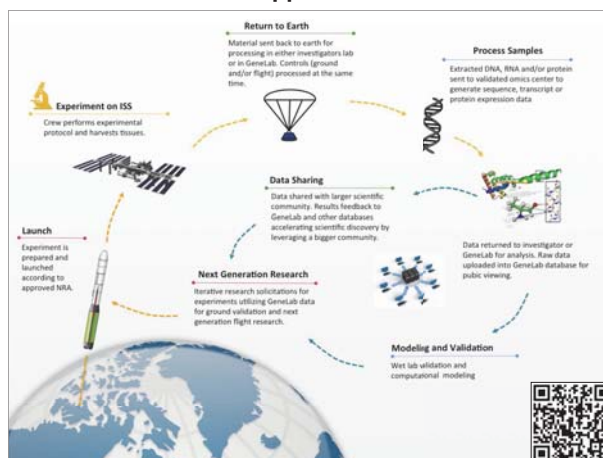 Return to Earth
Material sent back to earth for
processing in either investigators lab
or in GeneLab. Controls (ground
and/or flight) processed at the same
time.
Process Samples
Extracted DNA, RNA and/or protein
sent to validated omics center to
generate sequence, transcript or
protein expression data
Experiment on ISS
Crew performs experimental
protocol and harvests tissues.
Data Sharing
Data shared with larger scientific
community. Results feedback to
GeneLab and other databases
accelerating scientific discovery by
leveraging a bigger community.
Launch
Experiment is
prepared and
launched
according to
approved NRA.
Data returned to investigator or
GeneLab for analysis. Raw data
uploaded into GeneLab database for
pubic viewing.
Next Generation Research
Iterative research solicitations for
experiments utilizing GeneLab data
for ground validation and next
generation flight research.
Modeling and Validation
Wet lab validation and
computational modeling